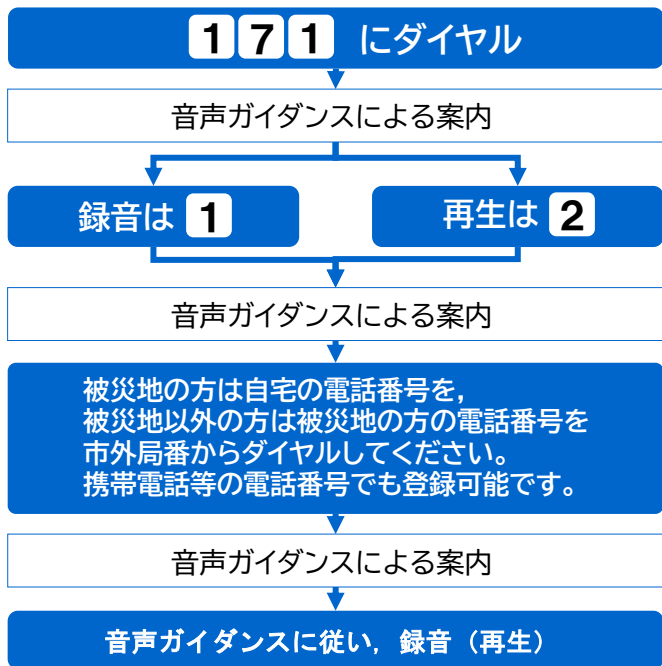 171 にダイヤル
音声ガイダンスによる案内
録音は 1
再生は 2
音声ガイダンスによる案内
被災地の方は自宅の電話番号を,
被災地以外の方は被災地の方の電話番号を
市外局番からダイヤルしてください。
携帯電話等の電話番号でも登録可能です。
音声ガイダンスによる案内
音声ガイダンスに従い, 録音（再生）